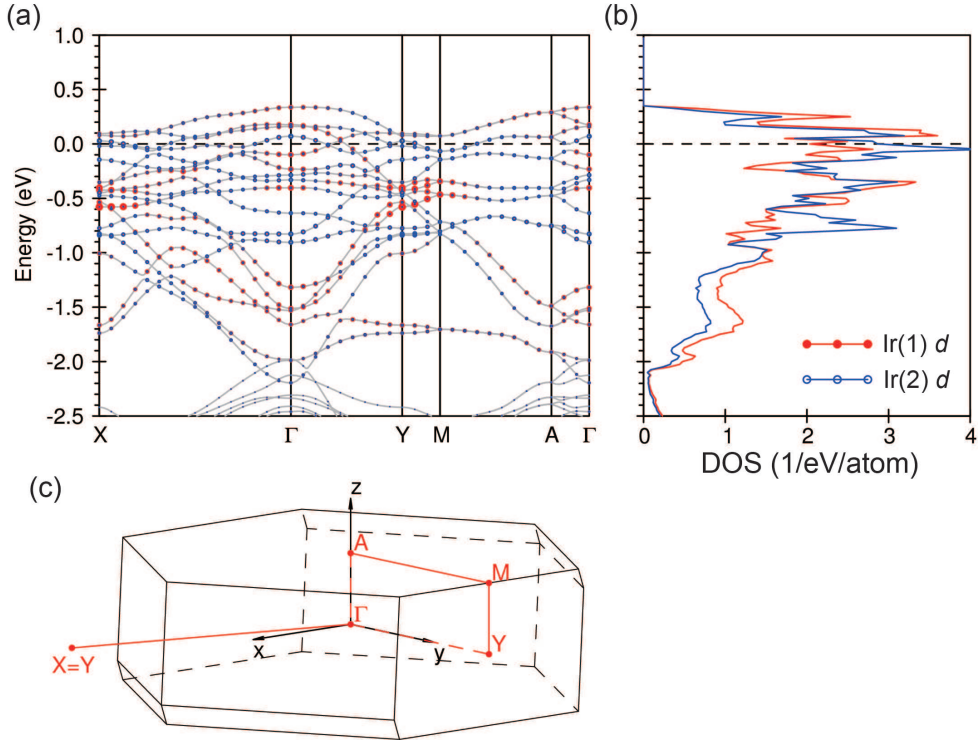 (a)
(b)
Energy (eV)
1.0
0.5
0.0
-0.5
-1.0
-1.5
-2.0
-2.5
X
Γ
Y
M
A
Γ
Ir(1) d
Ir(2) d
0
1
2
3
4
DOS (1/eV/atom)
(c)
z
A
M
Γ
x
y
Y
X=Y